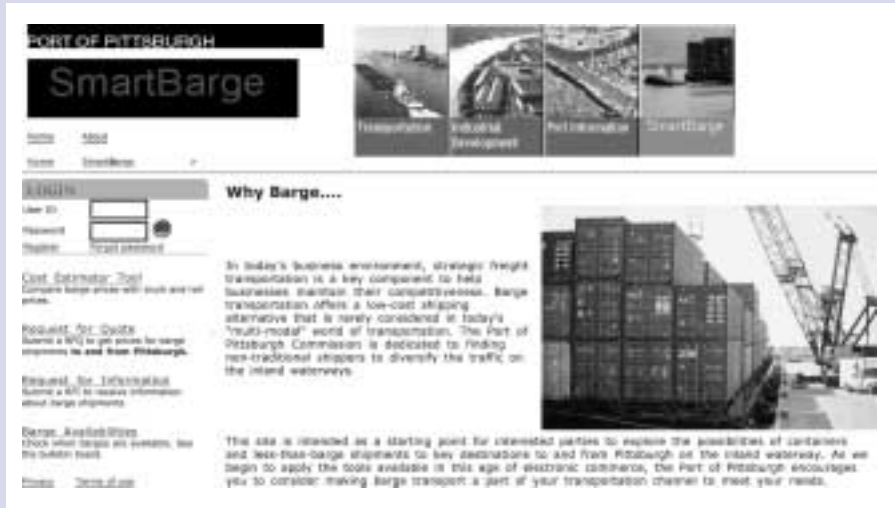 PORT OF PITTSBURGH
SmartBarge
Transportation
Industrial
Development
Port Information
SmartBarge
Home About
Home SmartBarge >
LOGIN
User ID
Password
Register Forgot password
Why Barge....
Cost Estimator Tool
Compare barge prices with truck and rail
prices.
Request for Quote
Submit a RFQ to get prices for barge
shipments to and from Pittsburgh.
Request for Information
Submit a RFI to receive information
about barge shipments.
Barge Availabilities
Check what barges are available, see
the bulletin board.
Privacy Terms of use
In today's business environment, strategic freight
transportation is a key component to help
businesses maintain their competitiveness. Barge
transportation offers a low-cost shipping
alternative that is rarely considered in today's
"multi-modal" world of transportation. The Port of
Pittsburgh Commission is dedicated to finding
non-traditional shippers to diversify the traffic on
the inland waterways.
This site is intended as a starting point for interested parties to explore the possibilities of containers
and less-than-barge shipments to key destinations to and from Pittsburgh on the inland waterway. As we
begin to apply the tools available in this age of electronic commerce, the Port of Pittsburgh encourages
you to consider making barge transport a part of your transportation channel to meet your needs.